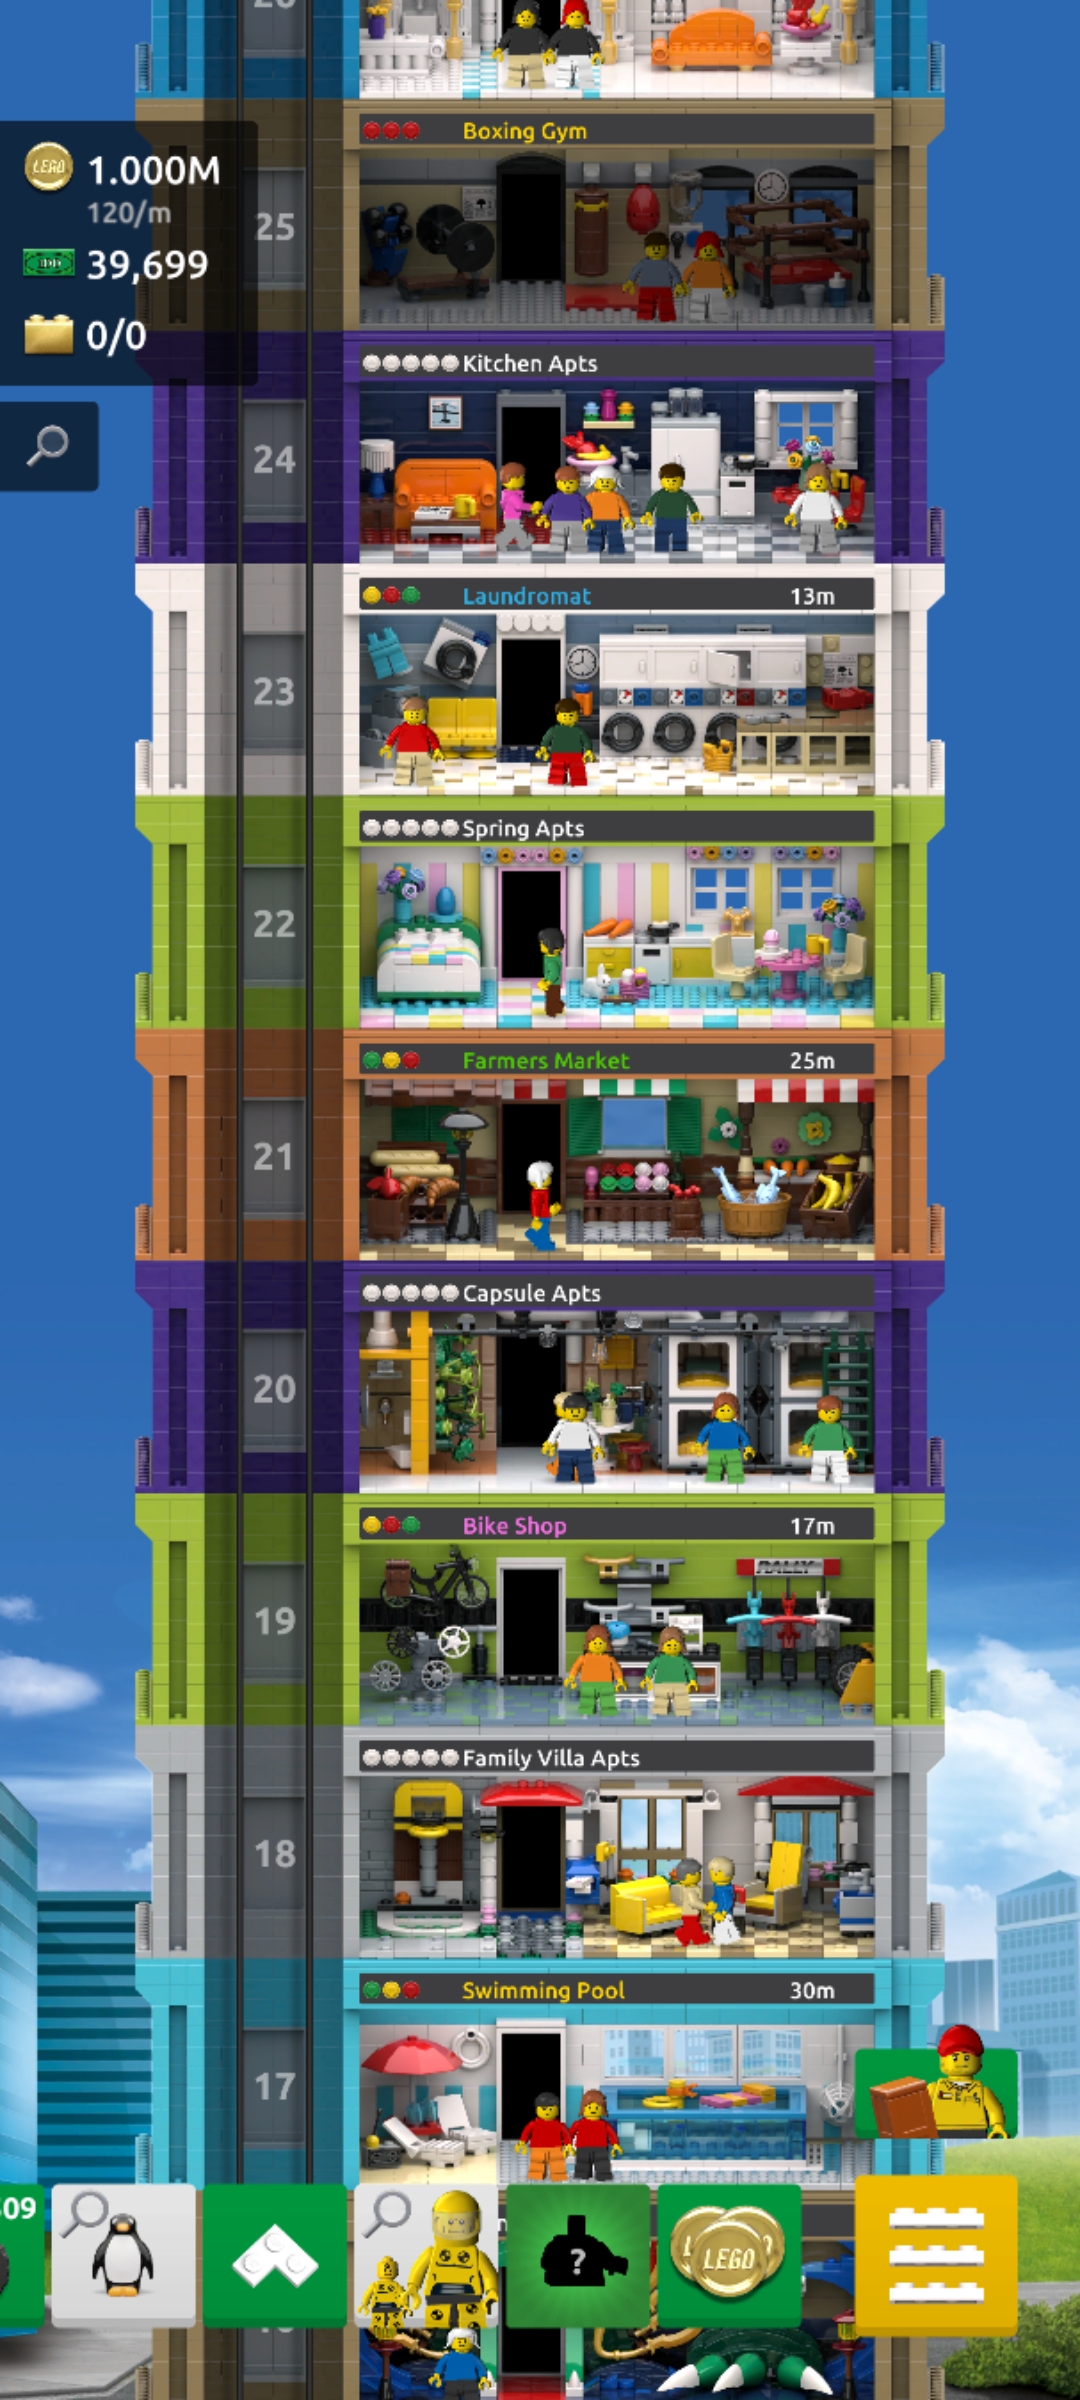 Boxing Gym
LEGO
1.000M
120/m
39,699
0/0
25
Kitchen Apts
24
Laundromat 13m
23
Spring Apts
22
Farmers Market 25m
21
Capsule Apts
20
Bike Shop 17m
RALLY
19
Family Villa Apts
18
Swimming Pool 30m
17
?
LEGO